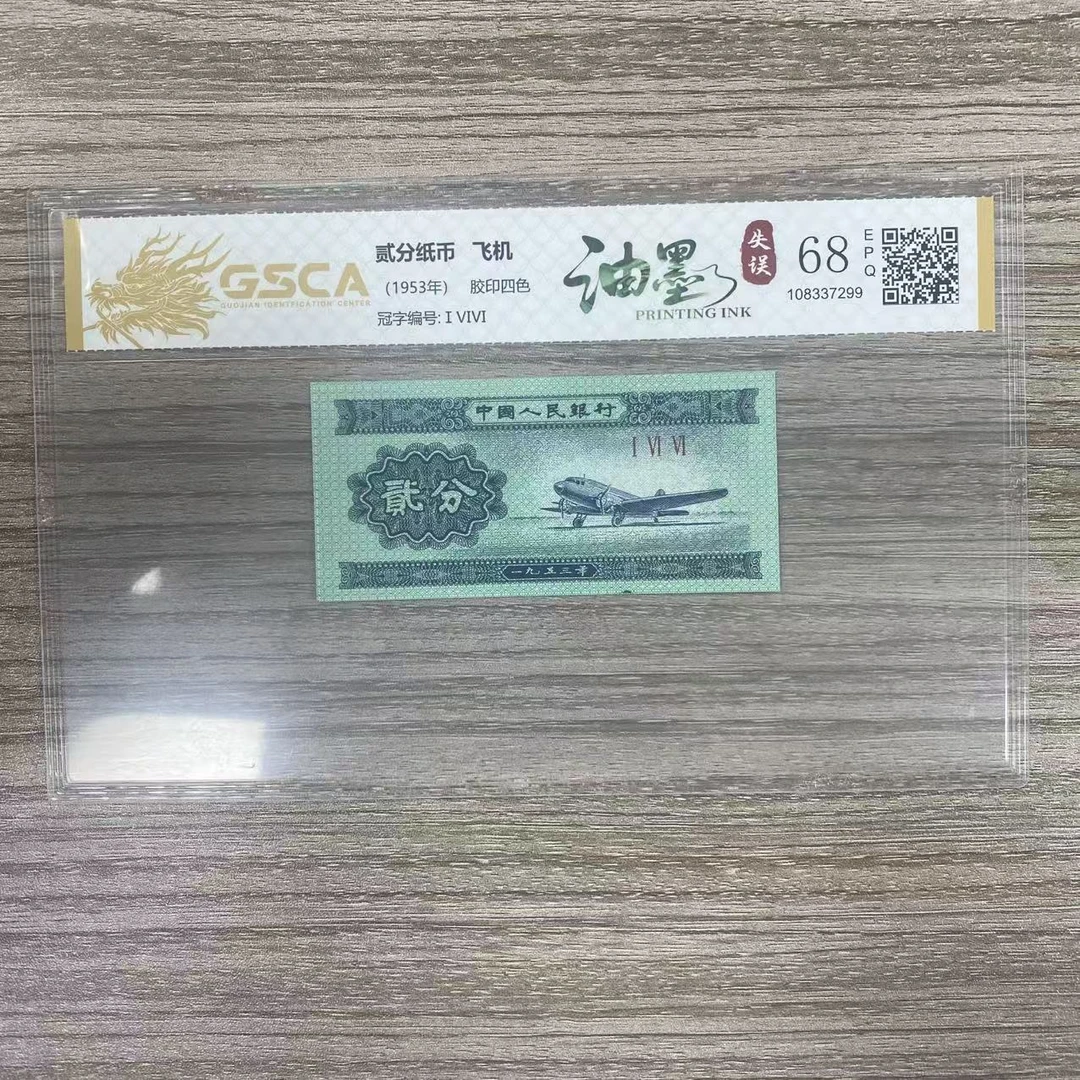 GSCA
GUOJIAN IDENTIFICATION CENTER
贰分纸币 飞机
(1953年) 胶印四色
冠字编号: I VIVI
油墨
PRINTING INK
失误
68
EPQ
108337299
中國人民銀行
I VI VI
貳分
一九五三年